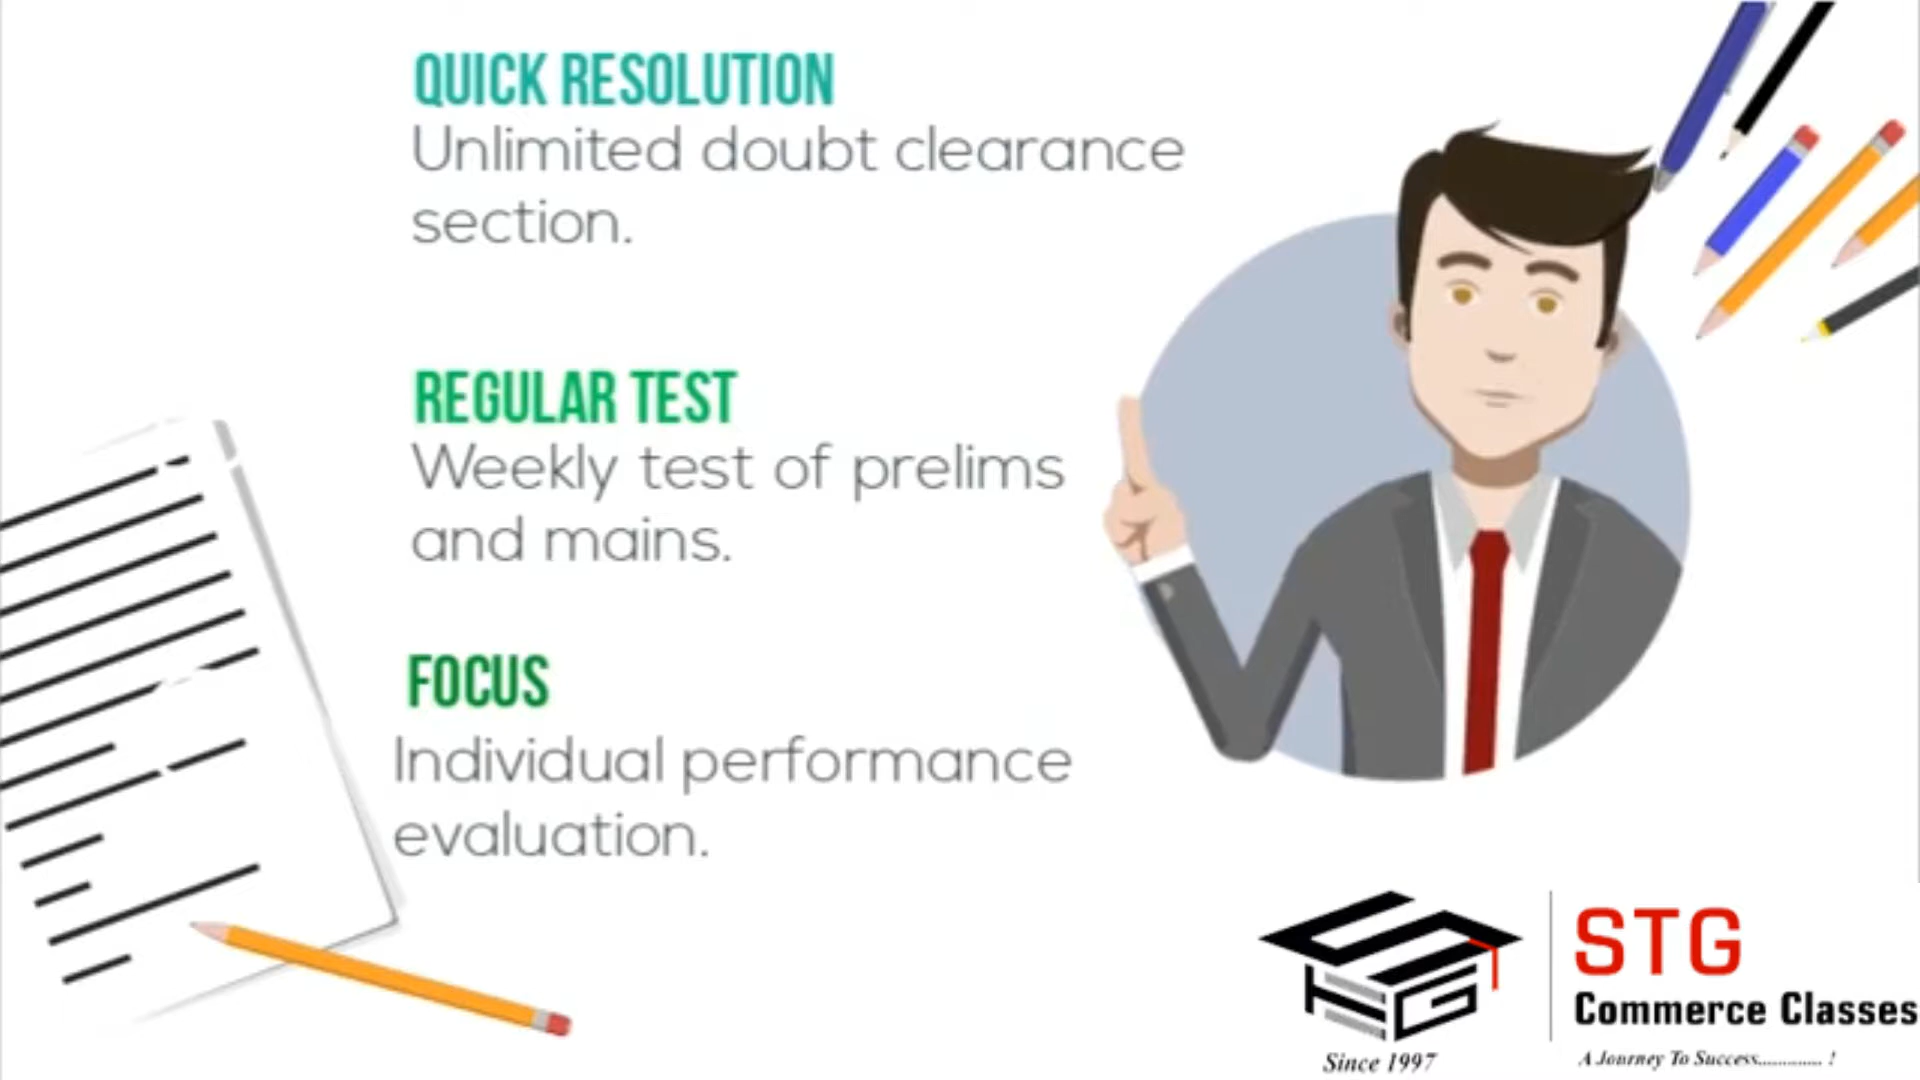 QUICK RESOLUTION
Unlimited doubt clearance
section.
REGULAR TEST
Weekly test of prelims
and mains.
FOCUS
Individual performance
evaluation.
STG
Commerce Classes
Since 1997
A Journey To Success.............. !